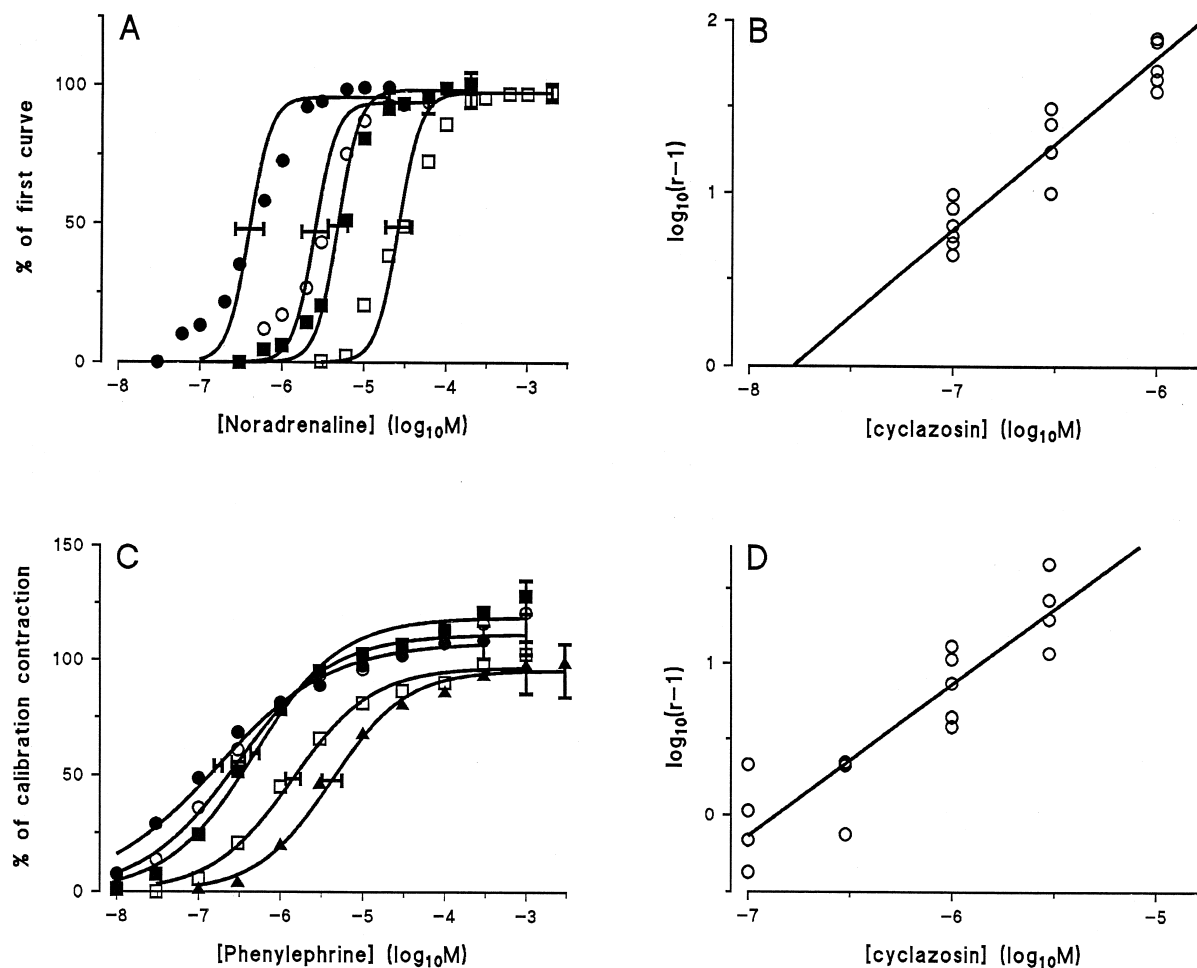 A
100
50
0
% of first curve
-8 -7 -6 -5 -4 -3
[Noradrenaline] (log10M)
B
2
1
0
log10(r-1)
-8 -7 -6
[cyclazosin] (log10M)
C
150
100
50
0
% of calibration contraction
-8 -7 -6 -5 -4 -3
[Phenylephrine] (log10M)
D
1
0
log10(r-1)
-7 -6 -5
[cyclazosin] (log10M)